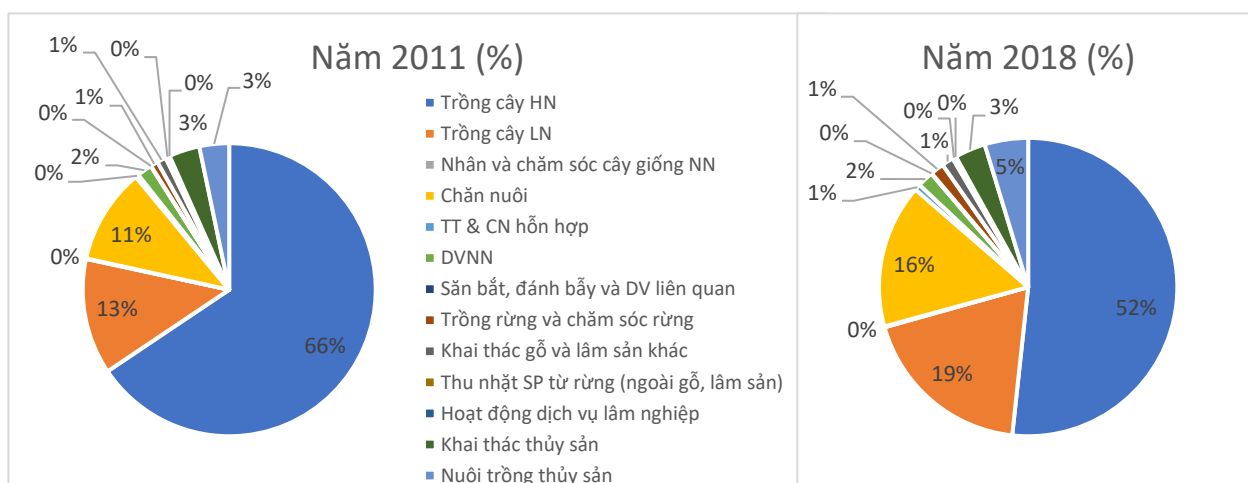 Năm 2011 (%)
1%
0%
0%
3%
1%
0%
3%
2%
0%
11%
0%
13%
66%
Trồng cây HN
Trồng cây LN
Nhân và chăm sóc cây giống NN
Chăn nuôi
TT & CN hỗn hợp
DVNN
Săn bắt, đánh bẫy và DV liên quan
Trồng rừng và chăm sóc rừng
Khai thác gỗ và lâm sản khác
Thu nhặt SP từ rừng (ngoài gỗ, lâm sản)
Hoạt động dịch vụ lâm nghiệp
Khai thác thủy sản
Nuôi trồng thủy sản
Năm 2018 (%)
1%
0%
0%
3%
0%
1%
5%
2%
1%
16%
52%
0%
19%